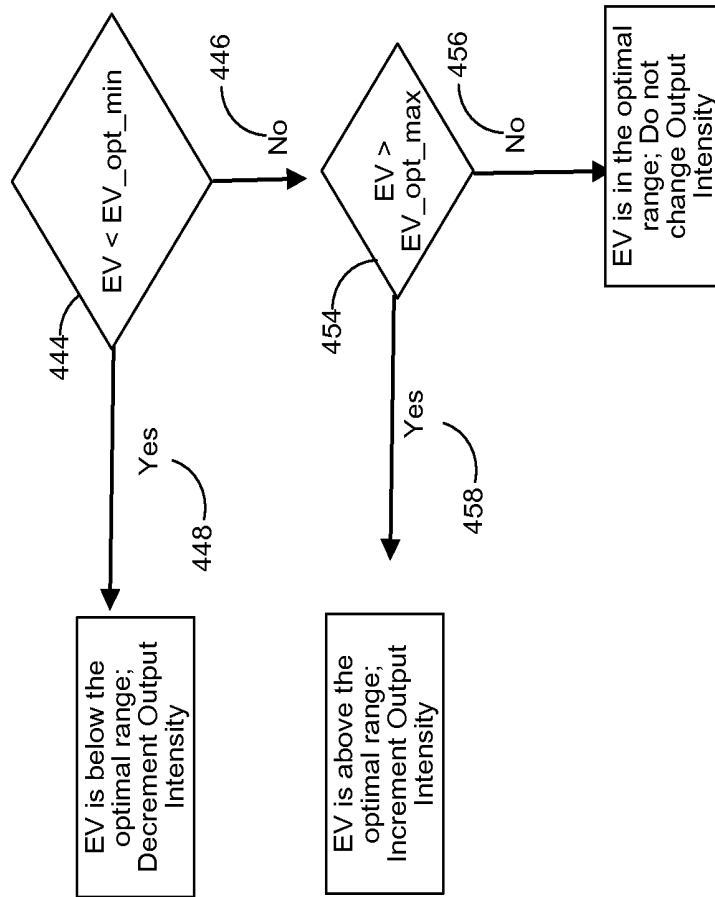 444
EV < EV_opt_min
446
No
Yes
448
EV is below the
optimal range;
Decrement Output
Intensity
454
EV >
EV_opt_max
456
No
Yes
458
EV is above the
optimal range;
Increment Output
Intensity
EV is in the optimal
range; Do not
change Output
Intensity